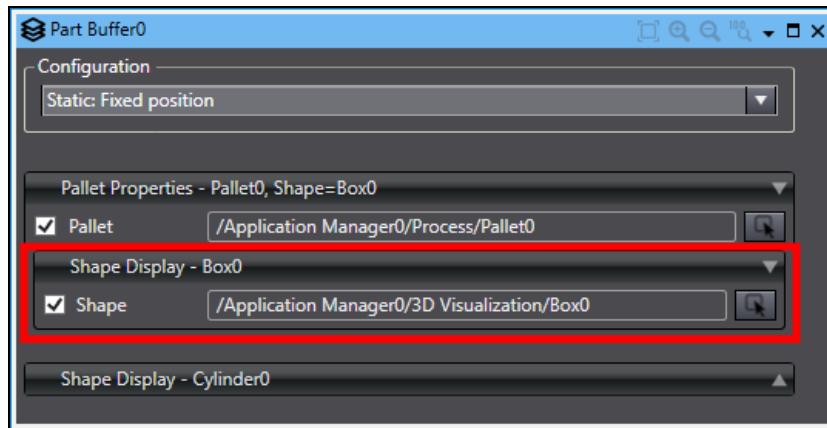 Part Buffer0
Configuration
Static: Fixed position
Pallet Properties - Pallet0, Shape=Box0
Pallet /Application Manager0/Process/Pallet0
Shape Display - Box0
Shape /Application Manager0/3D Visualization/Box0
Shape Display - Cylinder0